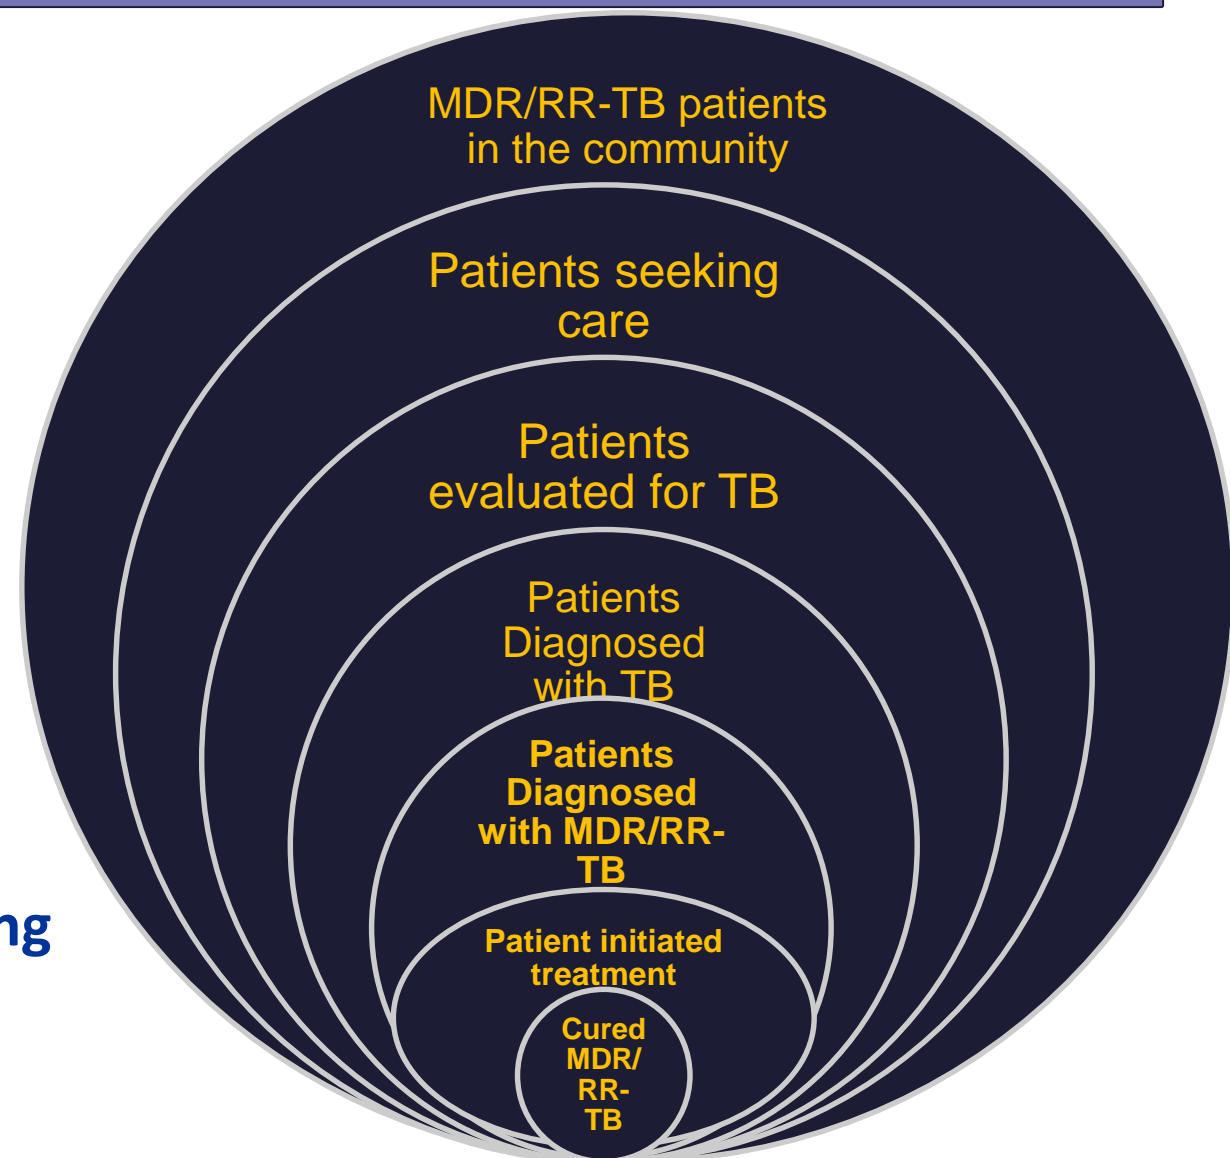 MDR/RR-TB patients
in the community
Patients seeking
care
Patients
evaluated for TB
Patients
Diagnosed
with TB
Patients
Diagnosed
with MDR/RR-
TB
ng
Patient initiated
treatment
Cured
MDR/
RR-
TB